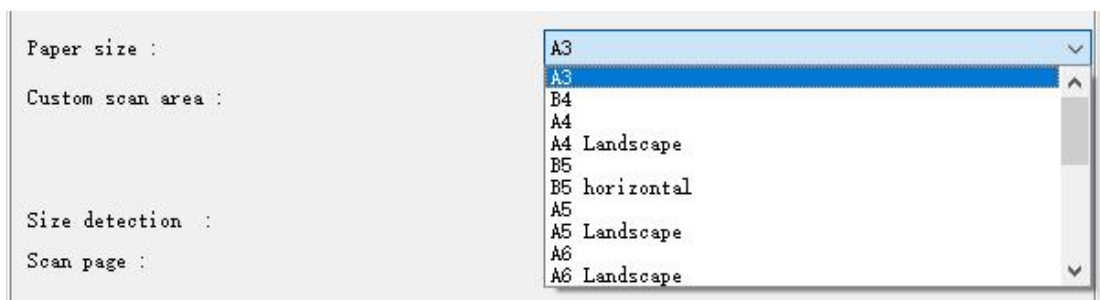 Paper size :
A3
A3
Custom scan area :
B4
A4
A4 Landscape
B5
B5 horizontal
A5
Size detection  :
A5 Landscape
A6
Scan page :
A6 Landscape